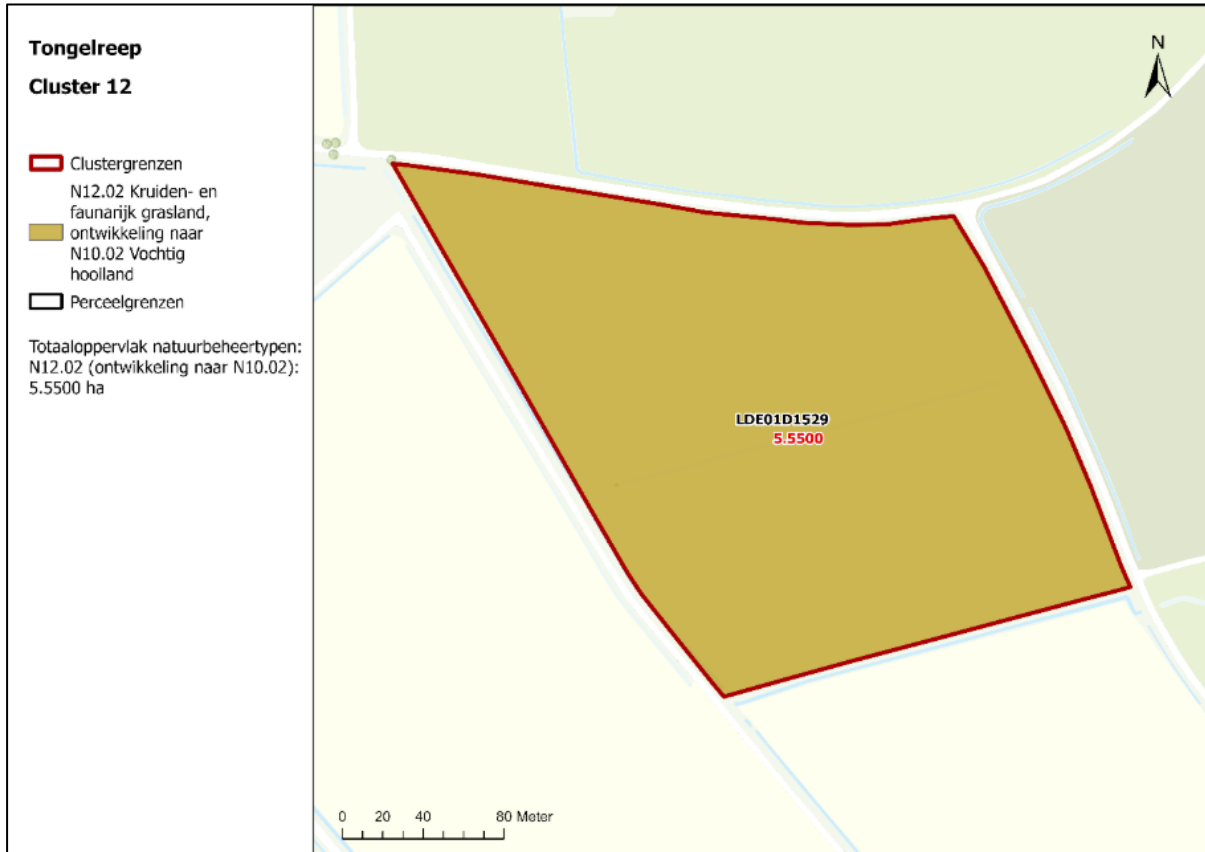 Tongelreep
Cluster 12
Clustergrenzen
N12.02 Kruiden- en
faunarijk grasland,
ontwikkeling naar
N10.02 Vochtig
hoolland
Perceelgrenzen
Totaaloppervlak natuurbeheertypen:
N12.02 (ontwikkeling naar N10.02):
5.5500 ha
N
LDE01D1529
5.5500
0 20 40 80 Meter